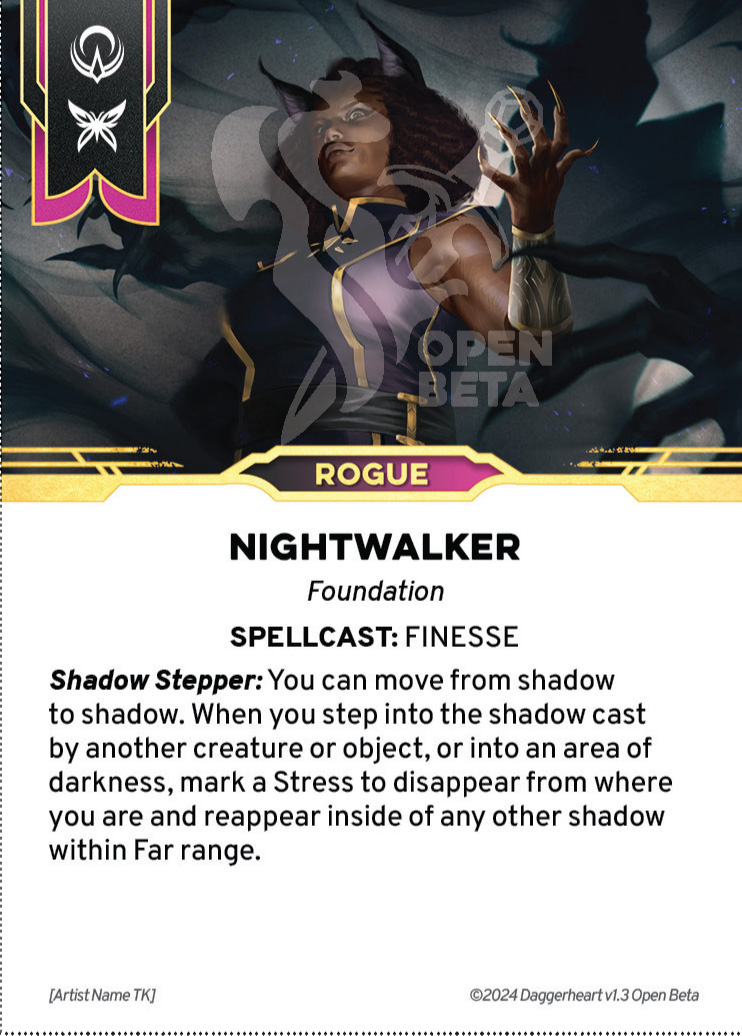 OPEN
BETA
ROGUE
NIGHTWALKER
Foundation
SPELLCAST: FINESSE
Shadow Stepper: You can move from shadow
to shadow. When you step into the shadow cast
by another creature or object, or into an area of
darkness, mark a Stress to disappear from where
you are and reappear inside of any other shadow
within Far range.
[Artist Name TK]
©2024 Daggerheart v1.3 Open Beta